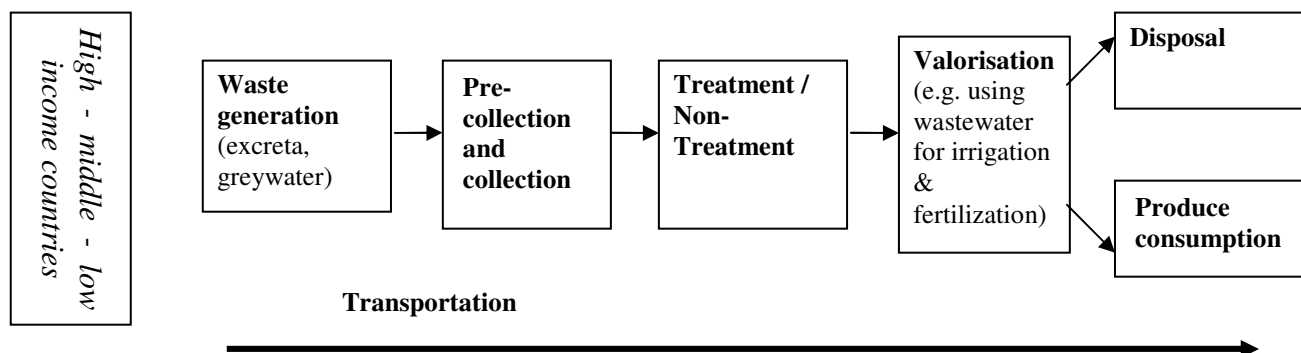 High - middle - low
income countries
Waste
generation
(excreta,
greywater)
Pre-
collection
and
collection
Treatment /
Non-
Treatment
Valorisation
(e.g. using
wastewater
for irrigation
&
fertilization)
Disposal
Produce
consumption
Transportation